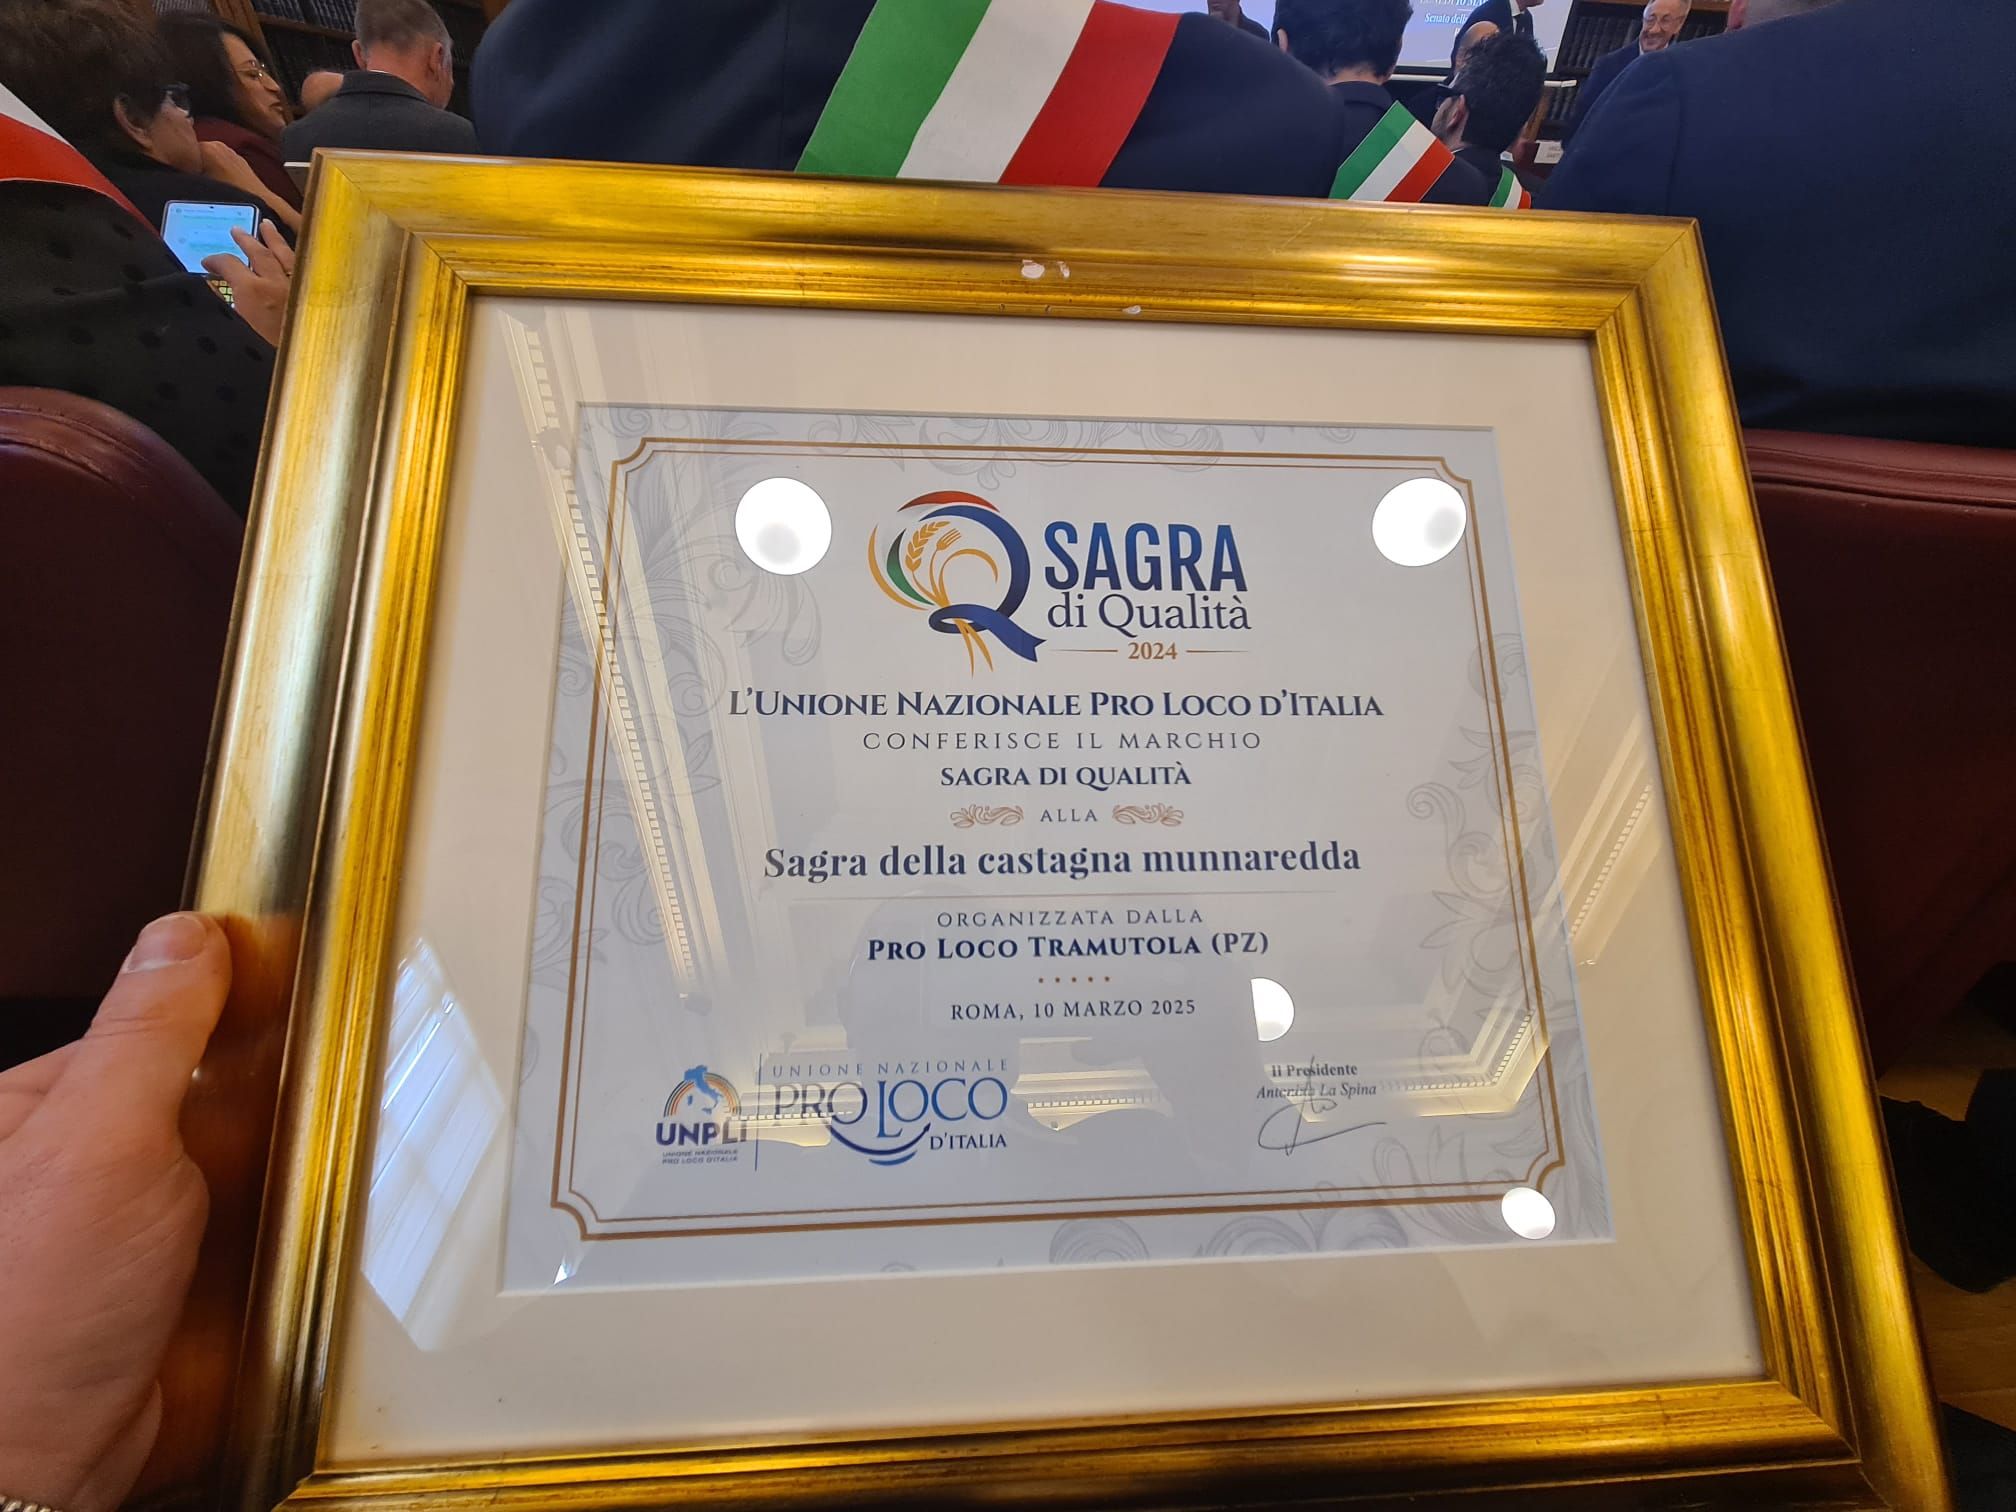 Senato
SAGRA
di Qualità
2024
L'UNIONE NAZIONALE PRO LOCO D'ITALIA
CONFERISCE IL MARCHIO
SAGRA DI QUALITÀ
ALLA
Sagra della castagna munnaredda
ORGANIZZATA DALLA
PRO LOCO TRAMUTOLA (PZ)
ROMA, 10 MARZO 2025
UNPLI
UNIONE NAZIONALE
PRO LOCO D'ITALIA
UNIONE NAZIONALE
PRO LOCO
D'ITALIA
Il Presidente
Antonino La Spina